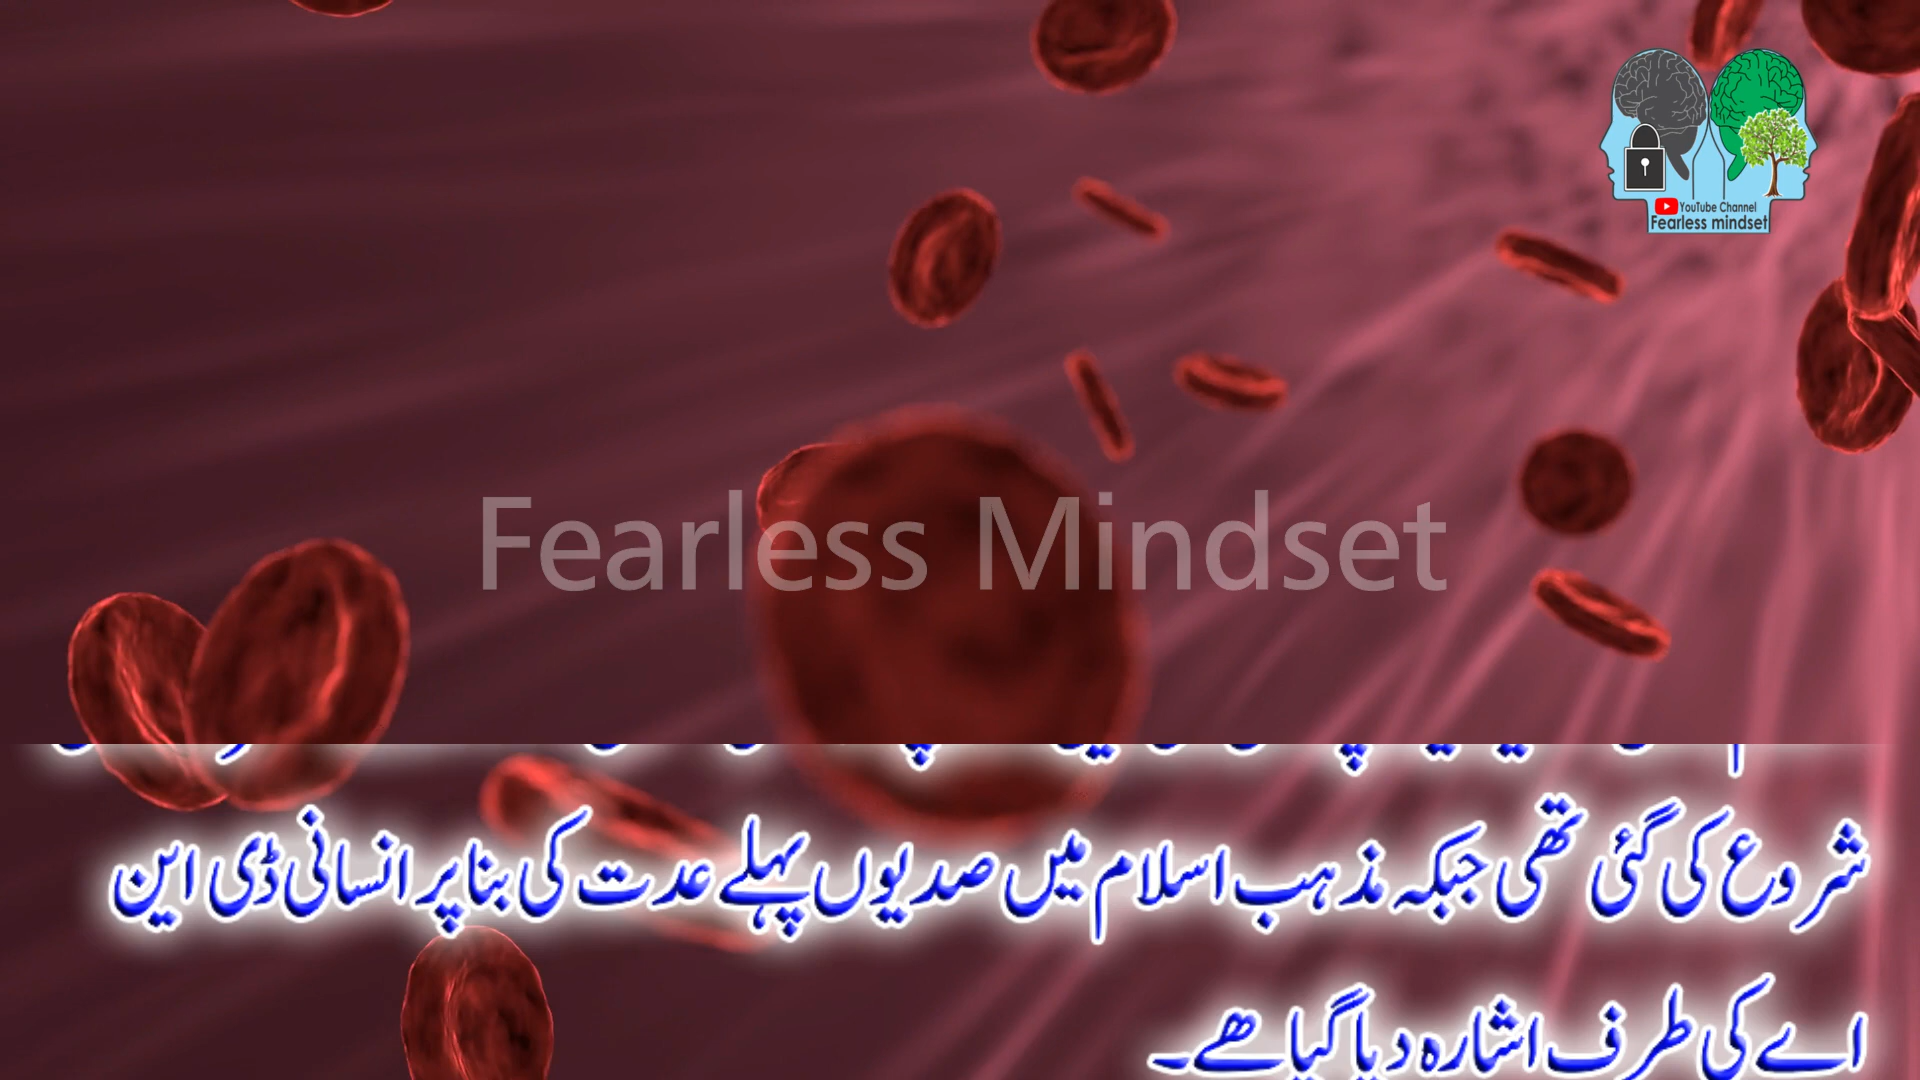 YouTube Channel
Fearless mindset
Fearless Mindset
شروع کی گئی تھی جبکہ مذہب اسلام میں صدیوں پہلے عدت کی بنا پر انسانی ڈی این
اے کی طرف اشارہ دیا گیا ھے۔